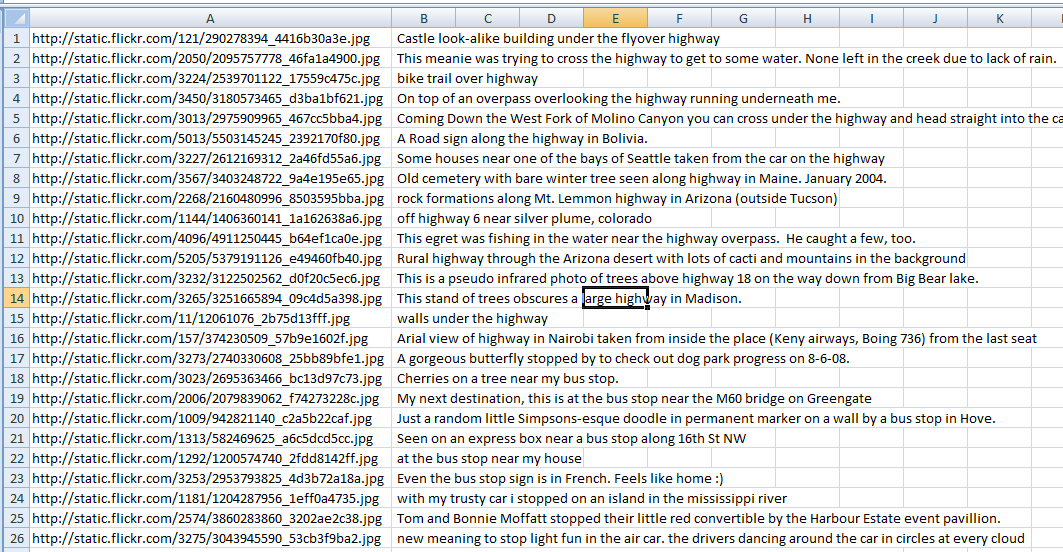 A B C D E F G H I J K
1 http://static.flickr.com/121/290278394_4416b30a3e.jpg Castle look-alike building under the flyover highway
2 http://static.flickr.com/2050/2095757778_46fa1a4900.jpg This meanie was trying to cross the highway to get to some water. None left in the creek due to lack of rain.
3 http://static.flickr.com/3224/2539701122_17559c475c.jpg bike trail over highway
4 http://static.flickr.com/3450/3180573465_d3ba1bf621.jpg On top of an overpass overlooking the highway running underneath me.
5 http://static.flickr.com/3013/2975909965_467cc5bba4.jpg Coming Down the West Fork of Molino Canyon you can cross under the highway and head straight into the ca
6 http://static.flickr.com/5013/5503145245_2392170f80.jpg A Road sign along the highway in Bolivia.
7 http://static.flickr.com/3227/2612169312_2a46fd55a6.jpg Some houses near one of the bays of Seattle taken from the car on the highway
8 http://static.flickr.com/3567/3403248722_9a4e195e65.jpg Old cemetery with bare winter tree seen along highway in Maine. January 2004.
9 http://static.flickr.com/2268/2160480996_8503595bba.jpg rock formations along Mt. Lemmon highway in Arizona (outside Tucson)
10 http://static.flickr.com/1144/1406360141_1a162638a6.jpg off highway 6 near silver plume, colorado
11 http://static.flickr.com/4096/4911250445_b64ef1ca0e.jpg This egret was fishing in the water near the highway overpass.  He caught a few, too.
12 http://static.flickr.com/5205/5379191126_e49460fb40.jpg Rural highway through the Arizona desert with lots of cacti and mountains in the background
13 http://static.flickr.com/3232/3122502562_d0f20c5ec6.jpg This is a pseudo infrared photo of trees above highway 18 on the way down from Big Bear lake.
14 http://static.flickr.com/3265/3251665894_09c4d5a398.jpg This stand of trees obscures a large highway in Madison.
15 http://static.flickr.com/11/12061076_2b75d13fff.jpg walls under the highway
16 http://static.flickr.com/157/374230509_57b9e1602f.jpg Arial view of highway in Nairobi taken from inside the place (Keny airways, Boing 736) from the last seat
17 http://static.flickr.com/3273/2740330608_25bb89bfe1.jpg A gorgeous butterfly stopped by to check out dog park progress on 8-6-08.
18 http://static.flickr.com/3023/2695363466_bc13d97c73.jpg Cherries on a tree near my bus stop.
19 http://static.flickr.com/2006/2079839062_f74273228c.jpg My next destination, this is at the bus stop near the M60 bridge on Greengate
20 http://static.flickr.com/1009/942821140_c2a5b22caf.jpg Just a random little Simpsons-esque doodle in permanent marker on a wall by a bus stop in Hove.
21 http://static.flickr.com/1313/582469625_a6c5dcd5cc.jpg Seen on an express box near a bus stop along 16th St NW
22 http://static.flickr.com/1292/1200574740_2fdd8142ff.jpg at the bus stop near my house
23 http://static.flickr.com/3253/2953793825_4d3b72a18a.jpg Even the bus stop sign is in French. Feels like home :)
24 http://static.flickr.com/1181/1204287956_1eff0a4735.jpg with my trusty car i stopped on an island in the mississippi river
25 http://static.flickr.com/2574/3860283860_3202ae2c38.jpg Tom and Bonnie Moffatt stopped their little red convertible by the Harbour Estate event pavillion.
26 http://static.flickr.com/3275/3043945590_53cb3f9ba2.jpg new meaning to stop light fun in the air car. the drivers dancing around the car in circles at every cloud